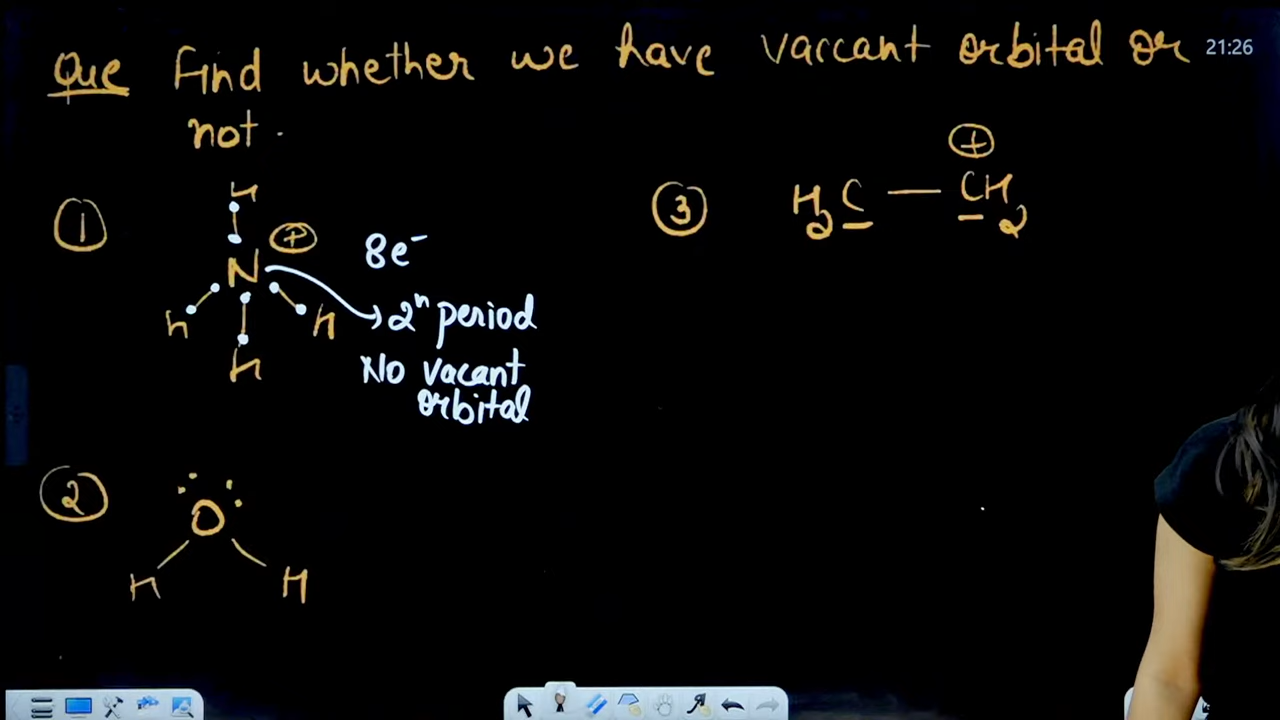 Que Find whether we have varcant orbital or
21:26
not.
①
H
N ⊕
h h
H
8e⁻
2ⁿ period
No vacant
orbital
②
O
H H
③
⊕
H₂C — CH₂